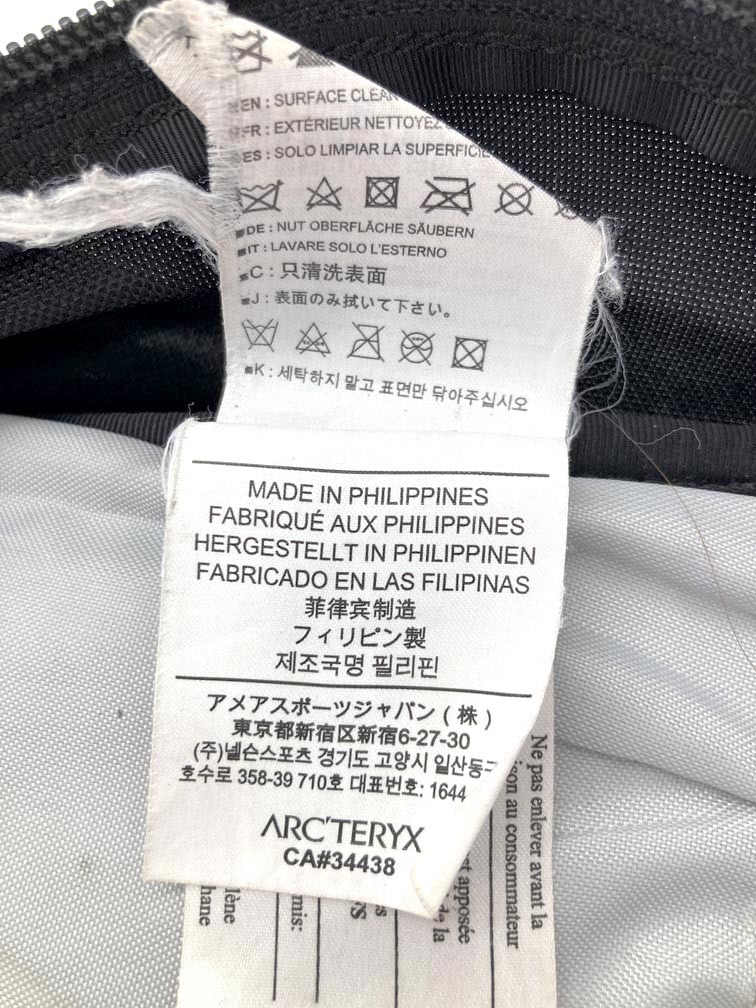 EN : SURFACE CLEAN
FR : EXTÉRIEUR NETTOYEZ
ES : SOLO LIMPIAR LA SUPERFICIE
DE : NUT OBERFLÄCHE SÄUBERN
IT : LAVARE SOLO L'ESTERNO
C : 只清洗表面
J : 表面のみ拭いて下さい。
K : 세탁하지 말고 표면만 닦아주십시오
MADE IN PHILIPPINES
FABRIQUÉ AUX PHILIPPINES
HERGESTELLT IN PHILIPPINEN
FABRICADO EN LAS FILIPINAS
菲律宾制造
フィリピン製
제조국명 필리핀
アメアスポーツジャパン ( 株 )
東京都新宿区新宿6-27-30
(주)넬슨스포츠 경기도 고양시 일산동구
호수로 358-39 710호 대표번호: 1644
ARC'TERYX
CA#34438
Ne pas enlever avant la
au consommateur
apposée
la